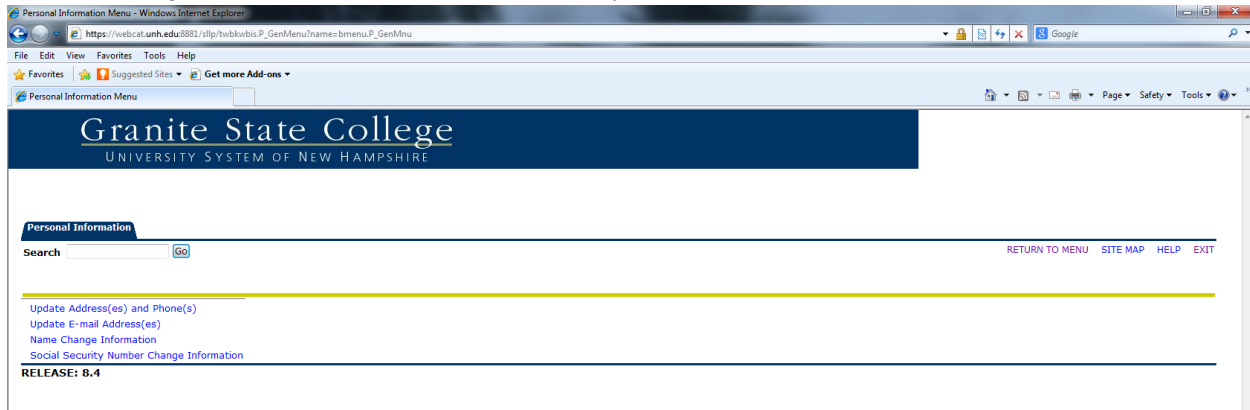 Personal Information Menu - Windows Internet Explorer
https://webcat.unh.edu:8881/sllp/twbkwbis.P_GenMenu?name=bmenu.P_GenMnu
Google
File Edit View Favorites Tools Help
Favorites Suggested Sites Get more Add-ons
Personal Information Menu
Page Safety Tools
Granite State College
University System of New Hampshire
Personal Information
Search Go
RETURN TO MENU SITE MAP HELP EXIT
Update Address(es) and Phone(s)
Update E-mail Address(es)
Name Change Information
Social Security Number Change Information
RELEASE: 8.4